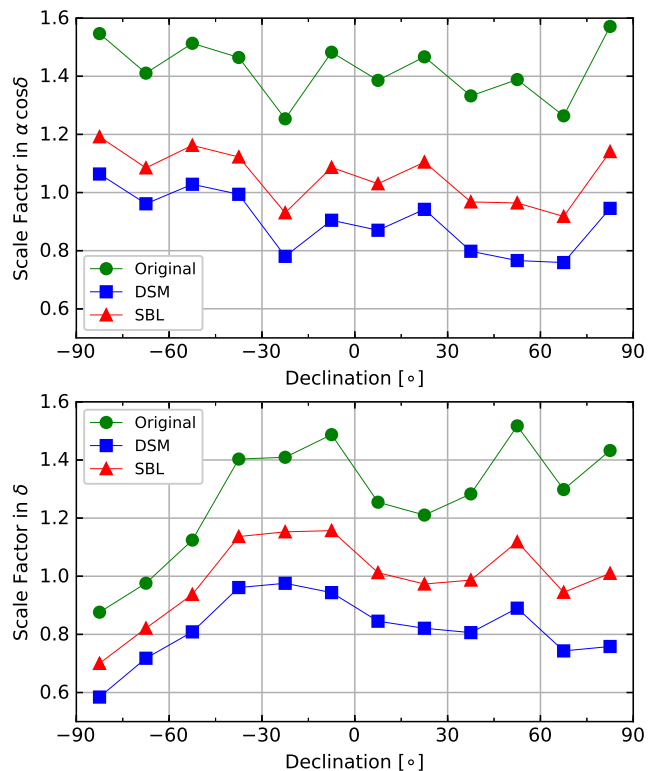 1.6
1.4
1.2
1.0
0.8
0.6
Scale Factor in α cosδ
Original
DSM
SBL
−90 −60 −30 0 30 60 90
Declination [∘]
1.6
1.4
1.2
1.0
0.8
0.6
Scale Factor in δ
Original
DSM
SBL
−90 −60 −30 0 30 60 90
Declination [∘]